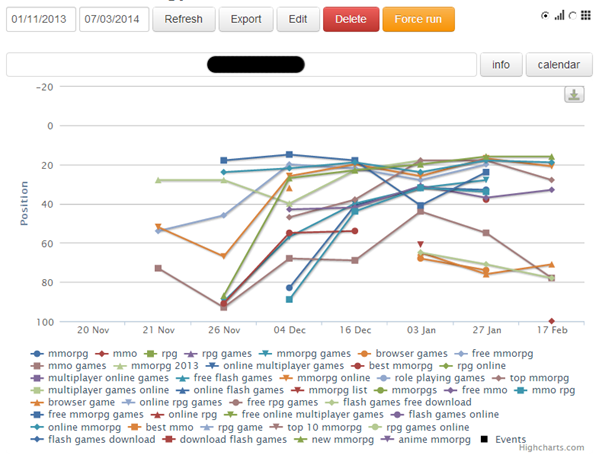 01/11/2013 07/03/2014 Refresh Export Edit Delete Force run
info calendar
-20
0
20
40
60
80
100
Position
20 Nov 21 Nov 26 Nov 04 Dec 16 Dec 03 Jan 27 Jan 17 Feb
mmorpg mmo rpg rpg games mmorpg games browser games free mmorpg
mmo games mmorpg 2013 online multiplayer games best mmorpg rpg online
multiplayer online games free flash games mmorpg online role playing games top mmorpg
multiplayer games online online flash games mmorpg list mmorpgs free mmo mmo rpg
browser game online rpg games free rpg games flash games free download
free mmorpg games online rpg free online multiplayer games flash games online
online mmorpg best mmo rpg game top 10 mmorpg rpg games online
flash games download download flash games new mmorpg anime mmorpg Events
Highcharts.com